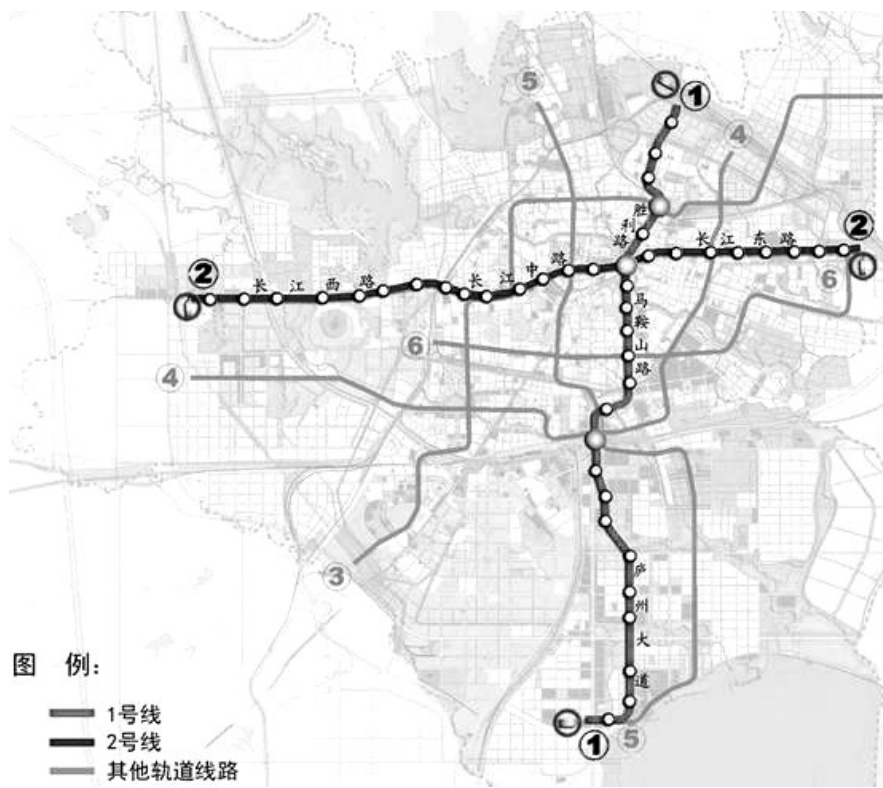 5
1
4
胜利路
2
长江东路
2
长江西路
长江中路
6
马鞍山路
6
4
3
庐州大道
图 例：
1号线
2号线
其他轨道线路
1
5